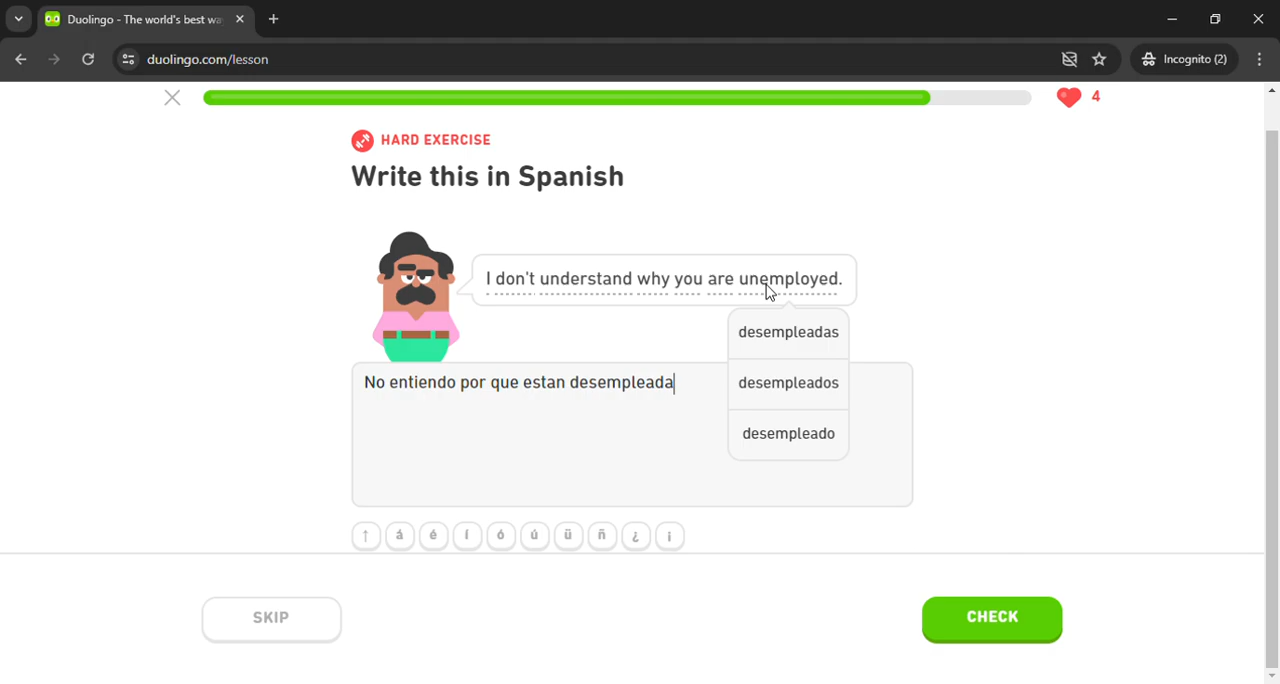 Duolingo - The world's best wa
duolingo.com/lesson
Incognito (2)
4
HARD EXERCISE
Write this in Spanish
I don't understand why you are unemployed.
desempleadas
desempleados
desempleado
No entiendo por que estan desempleada
↑ á é í ó ú ü ñ ¿ ¡
SKIP
CHECK